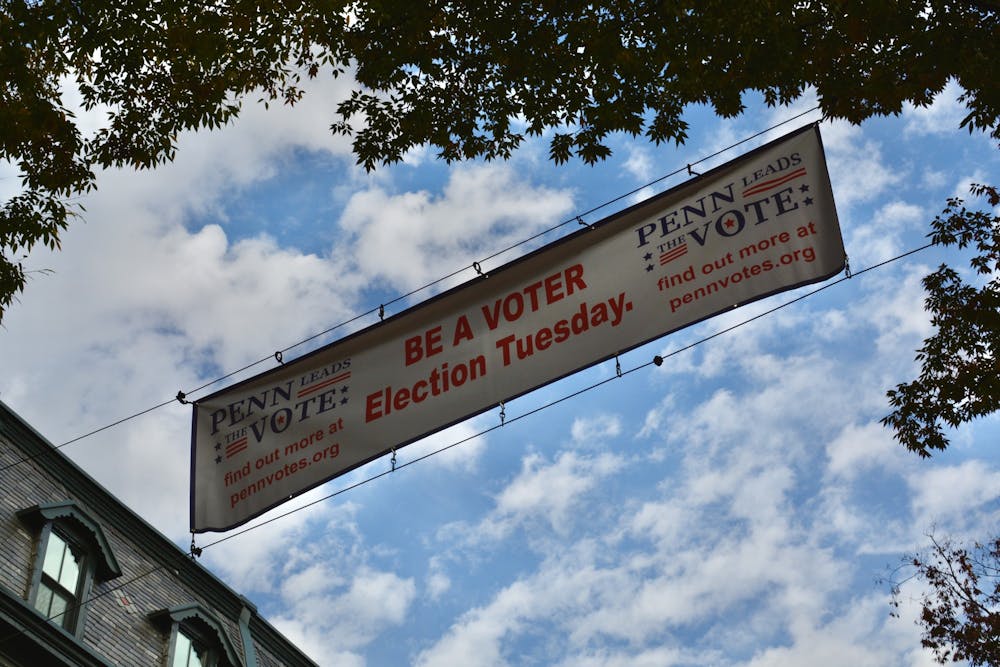 PENN LEADS
THE VOTE
find out more at
pennvotes.org
BE A VOTER
Election Tuesday.
PENN LEADS
THE VOTE
find out more at
pennvotes.org